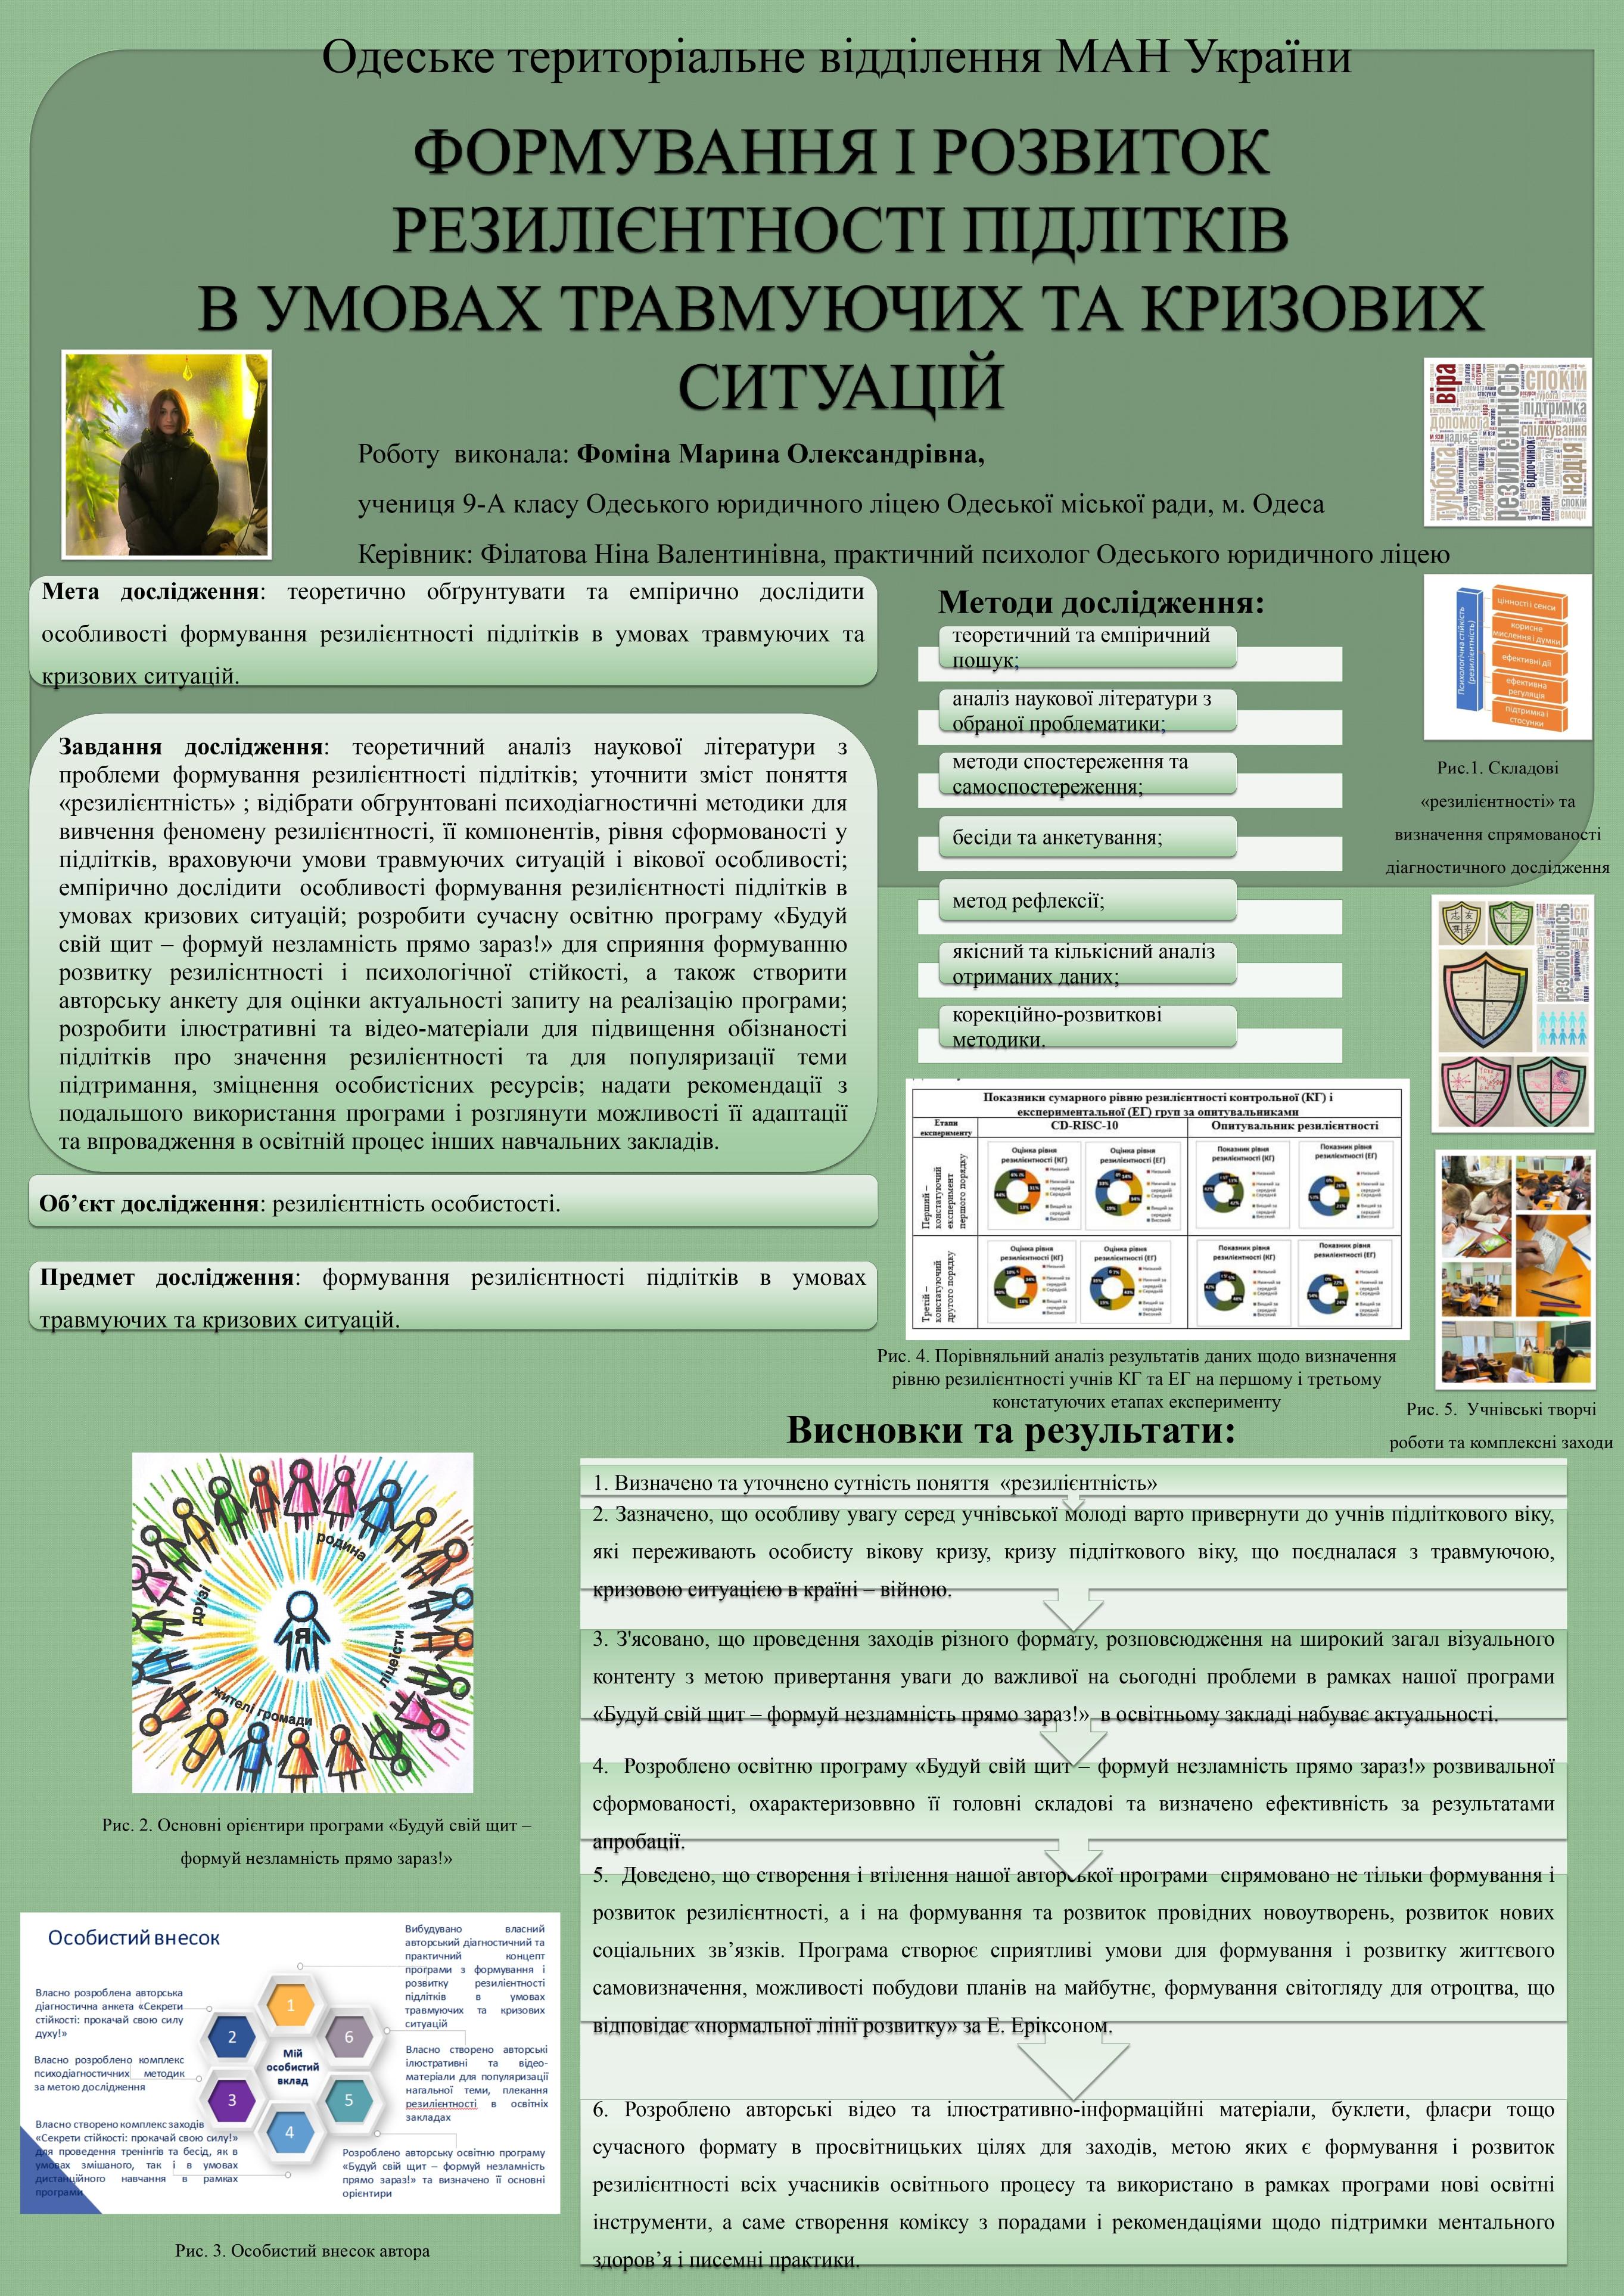 Одеське територіальне відділення МАН України
ФОРМУВАННЯ І РОЗВИТОК
РЕЗИЛІЄНТНОСТІ ПІДЛІТКІВ
В УМОВАХ ТРАВМУЮЧИХ ТА КРИЗОВИХ
СИТУАЦІЙ
Роботу виконала: Фоміна Марина Олександрівна,
учениця 9-А класу Одеського юридичного ліцею Одеської міської ради, м. Одеса
Керівник: Філатова Ніна Валентинівна, практичний психолог Одеського юридичного ліцею
віра
допомога
турбота
резилієнтність
спокій
підтримка
спілкування
відпочинок
надія
оптимізм
плани
емоції
Мета дослідження: теоретично обґрунтувати та емпірично дослідити
особливості формування резилієнтності підлітків в умовах травмуючих та
кризових ситуацій.
Завдання дослідження: теоретичний аналіз наукової літератури з
проблеми формування резилієнтності підлітків; уточнити зміст поняття
«резилієнтність» ; відібрати обгрунтовані психодіагностичні методики для
вивчення феномену резилієнтності, її компонентів, рівня сформованості у
підлітків, враховуючи умови травмуючих ситуацій і вікової особливості;
емпірично дослідити особливості формування резилієнтності підлітків в
умовах кризових ситуацій; розробити сучасну освітню програму «Будуй
свій щит – формуй незламність прямо зараз!» для сприяння формуванню
розвитку резилієнтності і психологічної стійкості, а також створити
авторську анкету для оцінки актуальності запиту на реалізацію програми;
розробити ілюстративні та відео-матеріали для підвищення обізнаності
підлітків про значення резилієнтності та для популяризації теми
підтримання, зміцнення особистісних ресурсів; надати рекомендації з
подальшого використання програми і розглянути можливості її адаптації
та впровадження в освітній процес інших навчальних закладів.
Об’єкт дослідження: резилієнтність особистості.
Предмет дослідження: формування резилієнтності підлітків в умовах
травмуючих та кризових ситуацій.
Методи дослідження:
теоретичний та емпіричний
пошук;
аналіз наукової літератури з
обраної проблематики;
методи спостереження та
самоспостереження;
бесіди та анкетування;
метод рефлексії;
якісний та кількісний аналіз
отриманих даних;
корекційно-розвиткові
методики.
Психологічна стійкість
(резилієнтність)
цінності і сенси
корисне
мислення і думки
ефективні дії
ефективна
регуляція
підтримка і
стосунки
Рис.1. Складові
«резилієнтності» та
визначення спрямованості
діагностичного дослідження
Показники сумарного рівню резилієнтності контрольної (КГ) і
експериментальної (ЕГ) груп за опитувальниками
Етапи
експерименту
CD-RISC-10
Опитувальник резилієнтності
Перший –
констатуючий
експеримент
першого порядку
Оцінка рівня
резилієнтності (КГ)
Оцінка рівня
резилієнтності (ЕГ)
Показник рівня
резилієнтності (КГ)
Показник рівня
резилієнтності (ЕГ)
Третій –
констатуючий
другого порядку
Оцінка рівня
резилієнтності (КГ)
Оцінка рівня
резилієнтності (ЕГ)
Показник рівня
резилієнтності (КГ)
Показник рівня
резилієнтності (ЕГ)
Рис. 4. Порівняльний аналіз результатів даних щодо визначення
рівню резилієнтності учнів КГ та ЕГ на першому і третьому
констатуючих етапах експерименту
Рис. 5. Учнівські творчі
роботи та комплексні заходи
Висновки та результати:
1. Визначено та уточнено сутність поняття «резилієнтність»
2. Зазначено, що особливу увагу серед учнівської молоді варто привернути до учнів підліткового віку,
які переживають особисту вікову кризу, кризу підліткового віку, що поєдналася з травмуючою,
кризовою ситуацією в країні – війною.
3. З'ясовано, що проведення заходів різного формату, розповсюдження на широкий загал візуального
контенту з метою привертання уваги до важливої на сьогодні проблеми в рамках нашої програми
«Будуй свій щит – формуй незламність прямо зараз!» в освітньому закладі набуває актуальності.
4. Розроблено освітню програму «Будуй свій щит – формуй незламність прямо зараз!» розвивальної
сформованості, охарактеризоввно її головні складові та визначено ефективність за результатами
апробації.
5. Доведено, що створення і втілення нашої авторської програми спрямовано не тільки формування і
розвиток резилієнтності, а і на формування та розвиток провідних новоутворень, розвиток нових
соціальних зв’язків. Програма створює сприятливі умови для формування і розвитку життєвого
самовизначення, можливості побудови планів на майбутнє, формування світогляду для отроцтва, що
відповідає «нормальної лінії розвитку» за Е. Еріксоном.
6. Розроблено авторські відео та ілюстративно-інформаційні матеріали, буклети, флаєри тощо
сучасного формату в просвітницьких цілях для заходів, метою яких є формування і розвиток
резилієнтності всіх учасників освітнього процесу та використано в рамках програми нові освітні
інструменти, а саме створення коміксу з порадами і рекомендаціями щодо підтримки ментального
здоров’я і писемні практики.
родина
друзі
Я
ліцеїсти
жителі громади
Рис. 2. Основні орієнтири програми «Будуй свій щит –
формуй незламність прямо зараз!»
Особистий внесок
Вибудувано власний
авторський діагностичний та
практичний концепт
програми з формування і
розвитку резилієнтності
підлітків в умовах
травмуючих та кризових
ситуацій
Власно розроблена авторська
діагностична анкета «Секрети
стійкості: прокачай свою силу
духу!»
Власно розроблено комплекс
психодіагностичних методик
за метою дослідження
Власно створено комплекс заходів
«Секрети стійкості: прокачай свою силу!»
для проведення тренінгів та бесід, як в
умовах змішаного, так і в умовах
дистанційного навчання в рамках
програми
1
2
3
4
5
6
Мій
особистий
вклад
Власно створено авторські
ілюстративні та відео-
матеріали для популяризації
нагальної теми, плекання
резилієнтності в освітніх
закладах
Розроблено авторську освітню програму
«Будуй свій щит – формуй незламність
прямо зараз!» та визначено її основні
орієнтири
Рис. 3. Особистий внесок автора